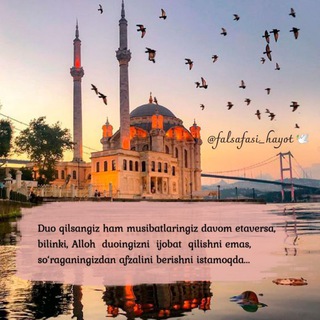 @falsafasi_hayot 🕊
Duo qilsangiz ham musibatlaringiz davom etaversa,
bilinki, Alloh duoingizni ijobat qilishni emas,
so'raganingizdan afzalini berishni istamoqda...